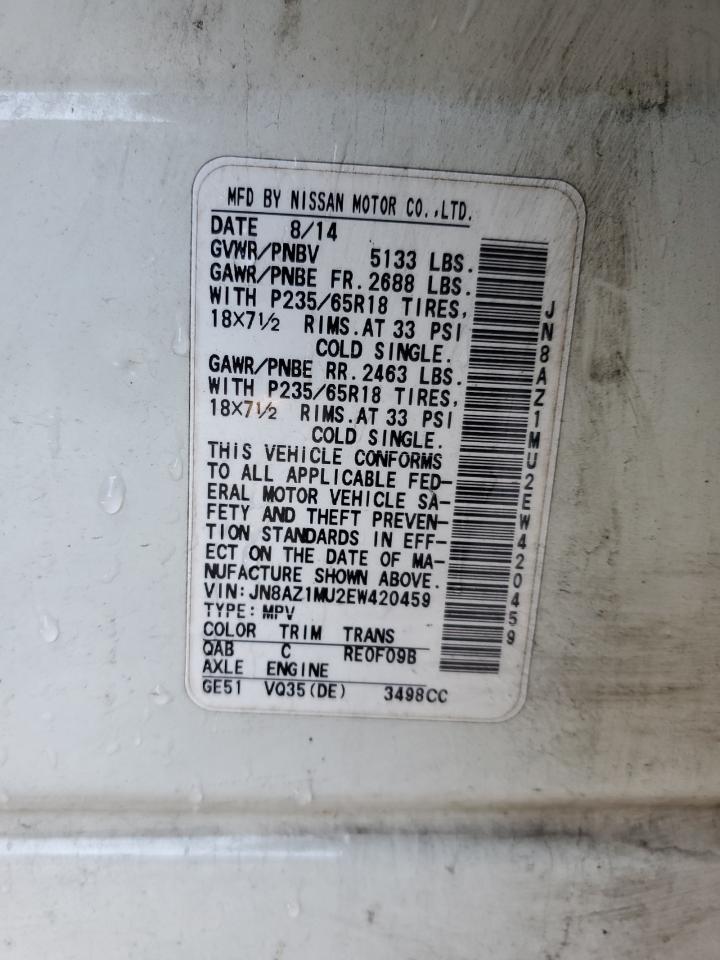 MFD BY NISSAN MOTOR CO.,LTD.
DATE 8/14
GVWR/PNBV 5133 LBS.
GAWR/PNBE FR. 2688 LBS.
WITH P235/65R18 TIRES,
18X7½ RIMS. AT 33 PSI
COLD SINGLE.
GAWR/PNBE RR. 2463 LBS.
WITH P235/65R18 TIRES,
18X7½ RIMS. AT 33 PSI
COLD SINGLE.
THIS VEHICLE CONFORMS
TO ALL APPLICABLE FED-
ERAL MOTOR VEHICLE SA-
FETY AND THEFT PREVEN-
TION STANDARDS IN EFF-
ECT ON THE DATE OF MA-
NUFACTURE SHOWN ABOVE.
VIN: JN8AZ1MU2EW420459
TYPE: MPV
COLOR TRIM TRANS
QAB C RE0F09B
AXLE ENGINE
GE51 VQ35(DE) 3498CC
JN8AZ1MU2EW420459